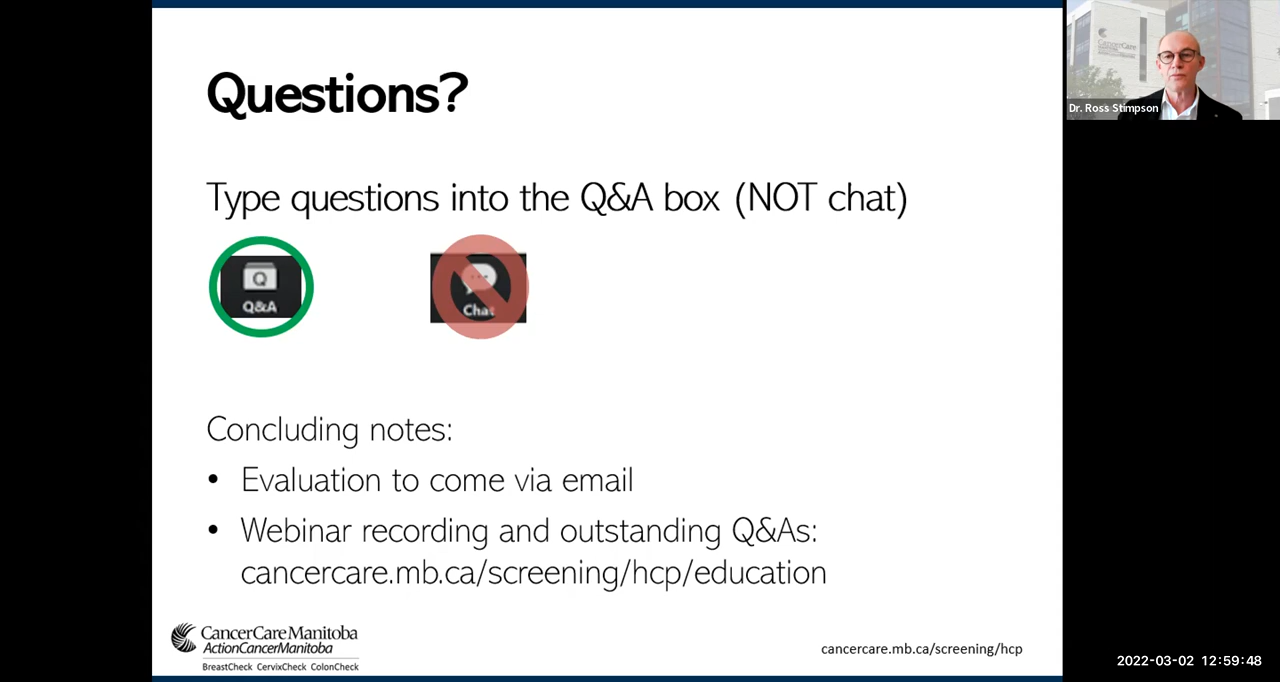 Questions?
Type questions into the Q&A box (NOT chat)
Q
Q&A
Chat
Concluding notes:
• Evaluation to come via email
• Webinar recording and outstanding Q&As:
cancercare.mb.ca/screening/hcp/education
CancerCare Manitoba
ActionCancerManitoba
BreastCheck CervixCheck ColonCheck
cancercare.mb.ca/screening/hcp
CancerCare
Dr. Ross Stimpson
2022-03-02 12:59:48